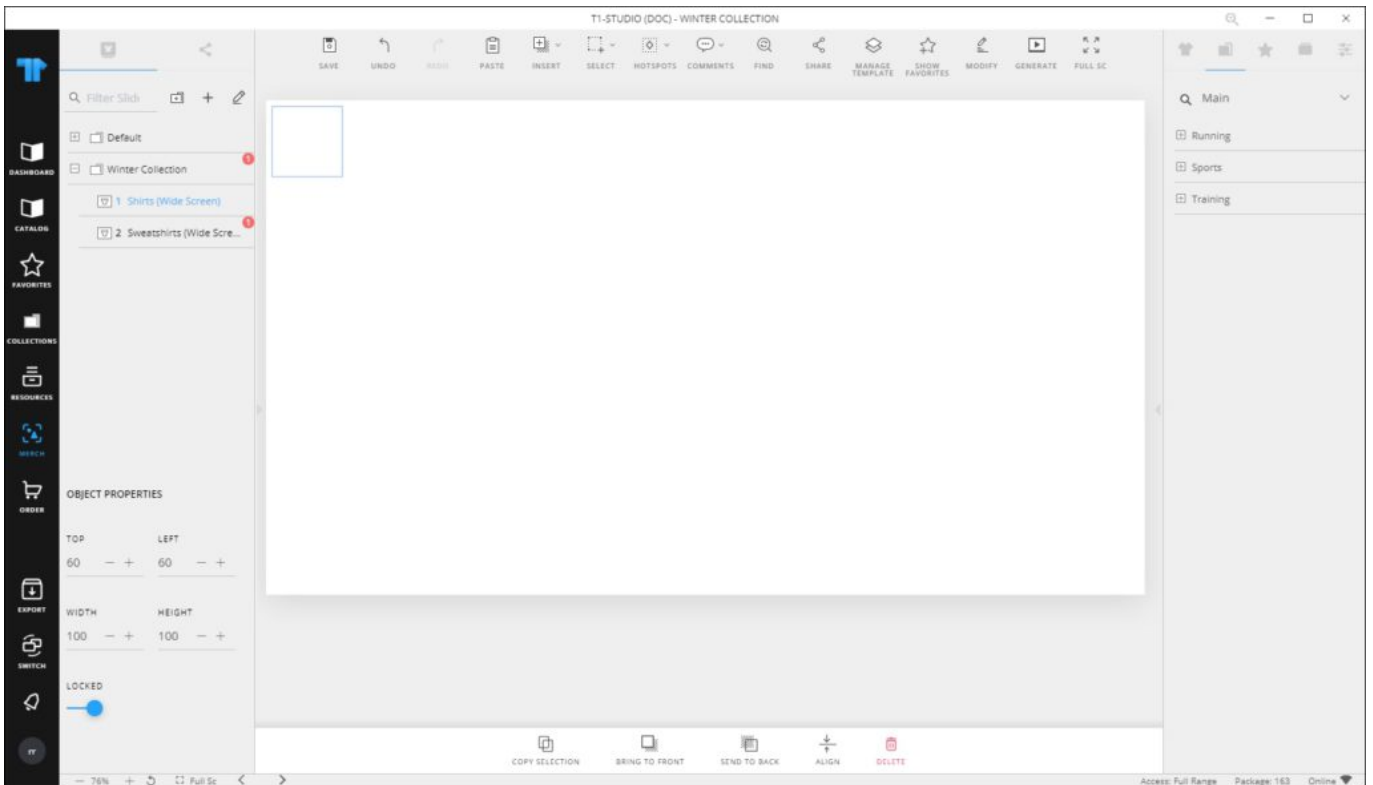 T1-STUDIO (DOC) - WINTER COLLECTION
SAVE
UNDO
REDO
PASTE
INSERT
SELECT
HOTSPOTS
COMMENTS
FIND
SHARE
MANAGE TEMPLATE
SHOW FAVORITES
MODIFY
GENERATE
FULL SC
DASHBOARD
CATALOG
FAVORITES
COLLECTIONS
RESOURCES
MERCH
ORDER
EXPORT
SWITCH
Filter Slid
Default
Winter Collection
1
1 Shirts (Wide Screen)
2 Sweatshirts (Wide Scre...
1
OBJECT PROPERTIES
TOP LEFT
60 — + 60 — +
WIDTH HEIGHT
100 — + 100 — +
LOCKED
Main
Running
Sports
Training
COPY SELECTION
BRING TO FRONT
SEND TO BACK
ALIGN
DELETE
— 76% + Full Sc
Access: Full Range Package: 163 Online